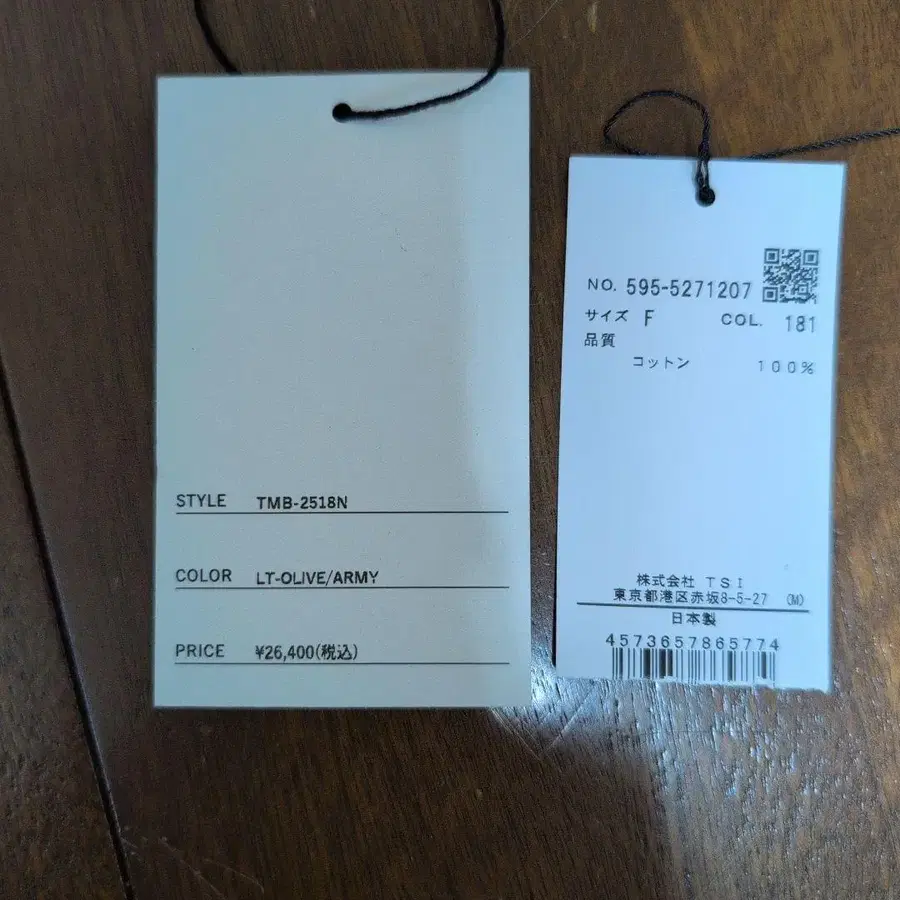 STYLE TMB-2518N
COLOR LT-OLIVE/ARMY
PRICE ¥26,400(税込)
NO. 595-5271207
サイズ F COL. 181
品質
コットン 100%
株式会社 TSI
東京都港区赤坂8-5-27 (M)
日本製
4573657865774